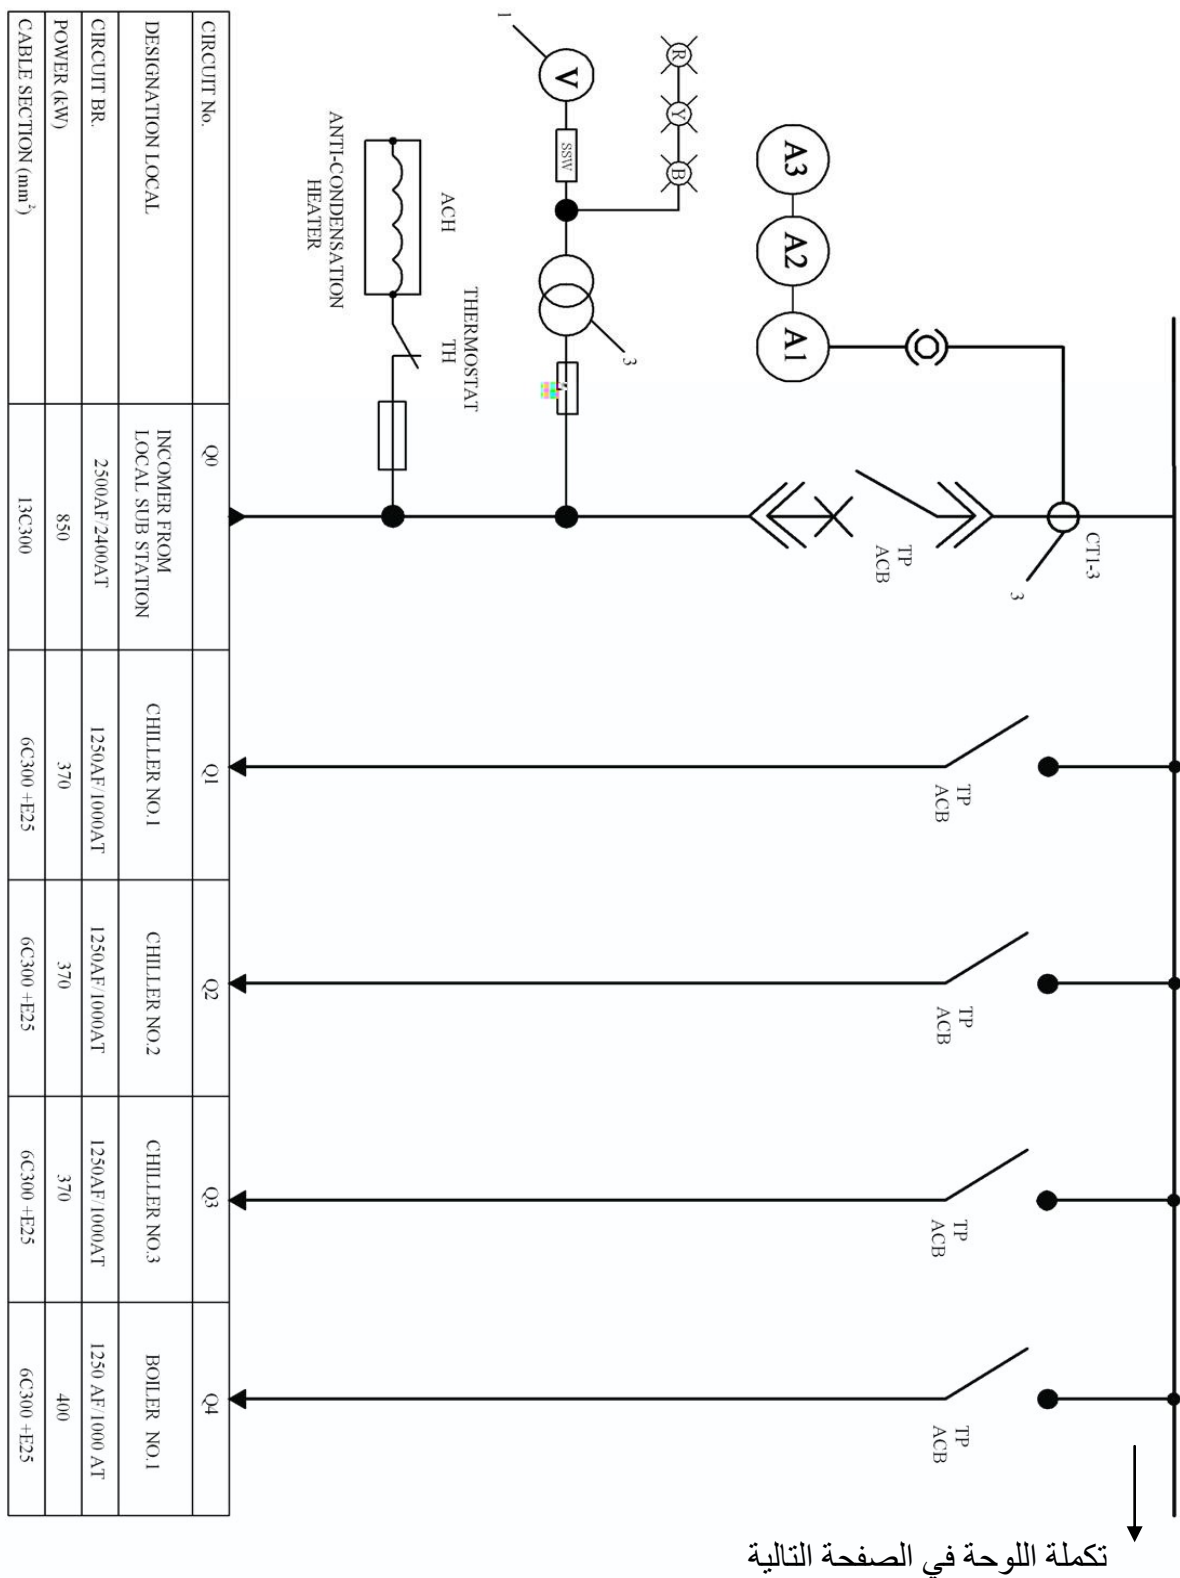 A3
A2
A1
CT1-3
3
TP
ACB
R
Y
B
V
1
SSW
3
ACH
THERMOSTAT
TH
ANTI-CONDENSATION
HEATER
TP
ACB
TP
ACB
TP
ACB
TP
ACB
CIRCUIT No. Q0 Q1 Q2 Q3 Q4
DESIGNATION LOCAL INCOMER FROM LOCAL SUB STATION CHILLER NO.1 CHILLER NO.2 CHILLER NO.3 BOILER NO.1
CIRCUIT BR. 2500AF/2400AT 1250AF/1000AT 1250AF/1000AT 1250AF/1000AT 1250 AF/1000 AT
POWER (kW) 850 370 370 370 400
CABLE SECTION (mm²) 13C300 6C300 +E25 6C300 +E25 6C300 +E25 6C300 +E25
تكملة اللوحة في الصفحة التالية